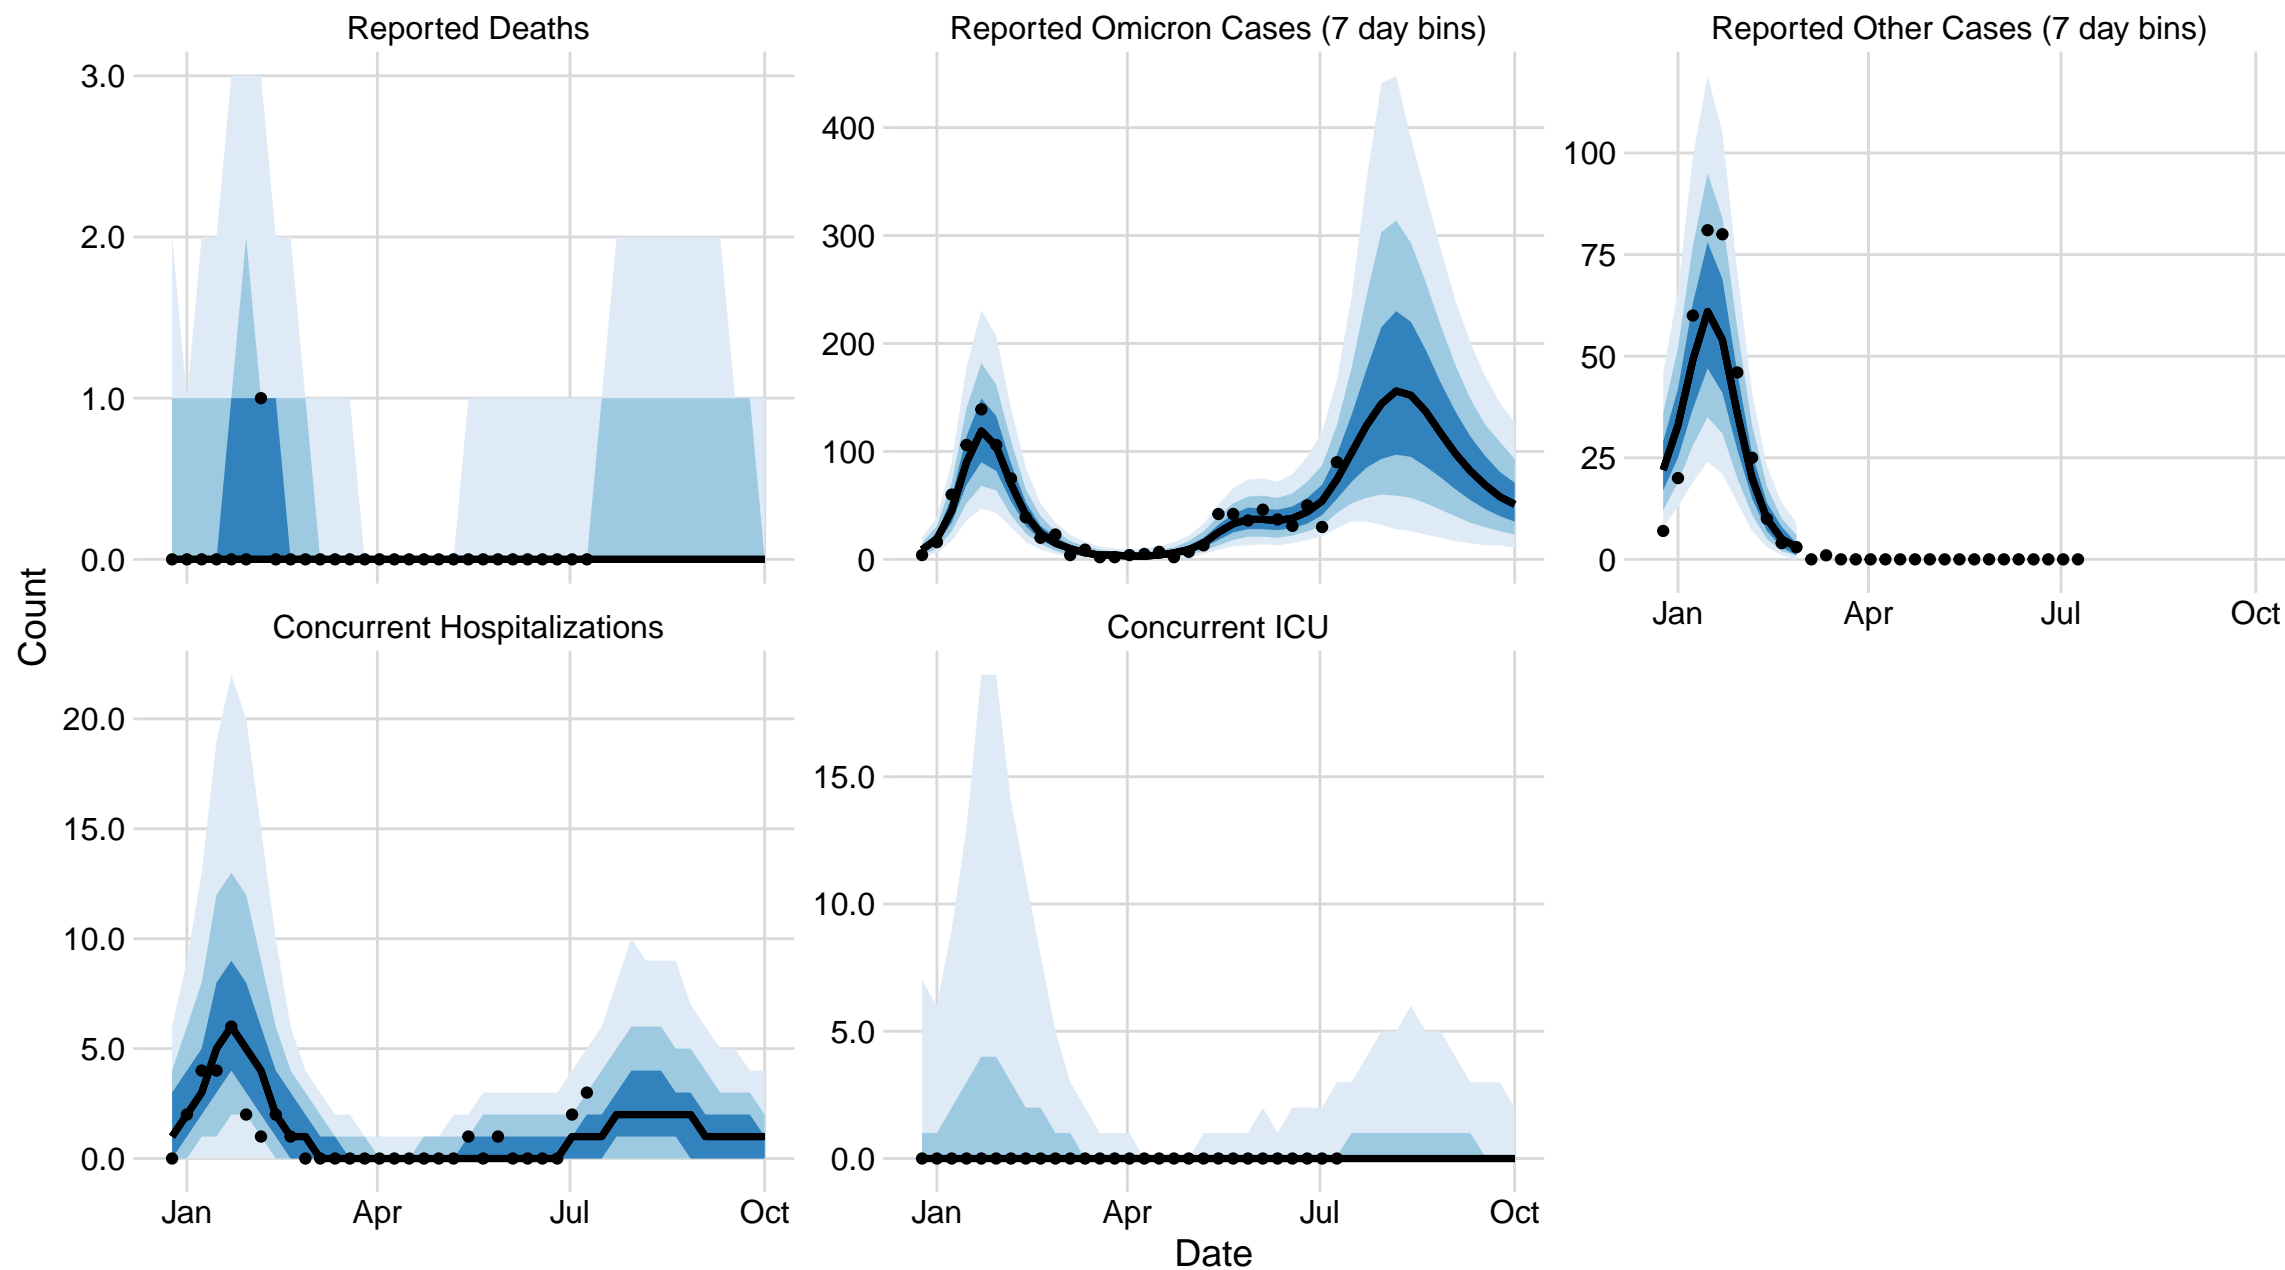 Reported Deaths
Reported Omicron Cases (7 day bins)
Reported Other Cases (7 day bins)
3.0
2.0
1.0
0.0
400
300
200
100
0
100
75
50
25
0
Jan Apr Jul Oct
Count
Concurrent Hospitalizations
Concurrent ICU
20.0
15.0
10.0
5.0
0.0
15.0
10.0
5.0
0.0
Jan Apr Jul Oct
Jan Apr Jul Oct
Date